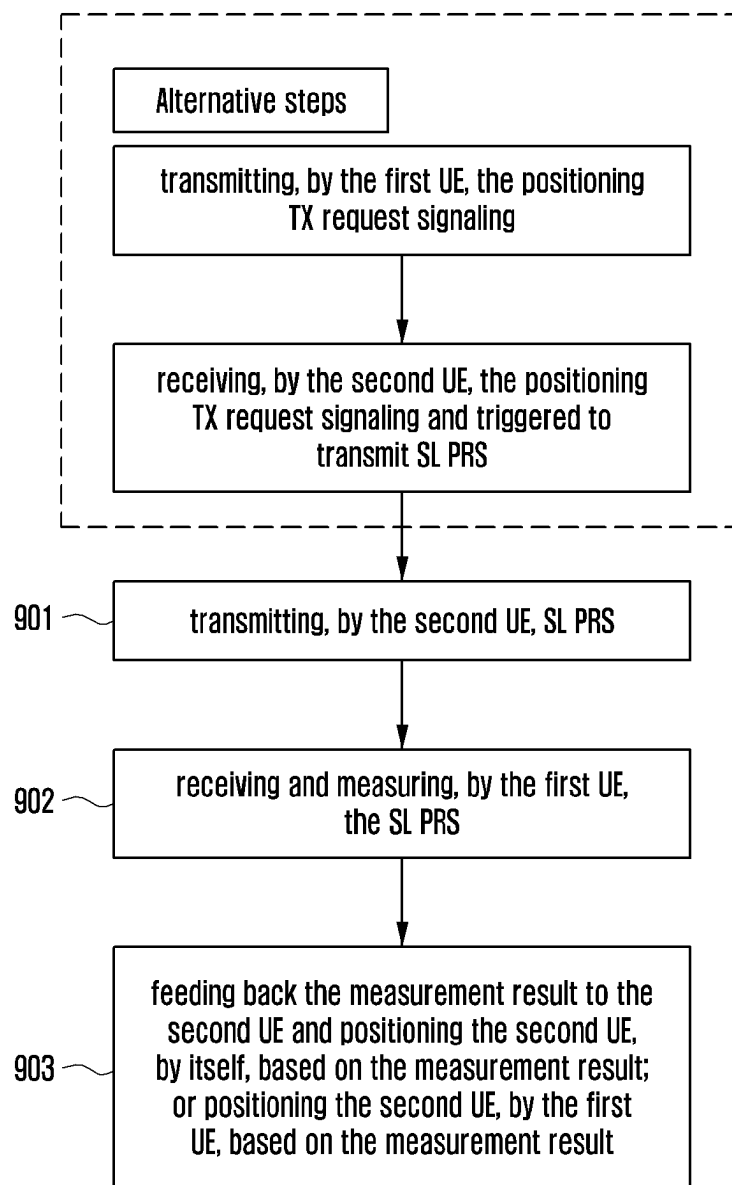 Alternative steps
transmitting, by the first UE, the positioning
TX request signaling
receiving, by the second UE, the positioning
TX request signaling and triggered to
transmit SL PRS
901
transmitting, by the second UE, SL PRS
902
receiving and measuring, by the first UE,
the SL PRS
903
feeding back the measurement result to the
second UE and positioning the second UE,
by itself, based on the measurement result;
or positioning the second UE, by the first
UE, based on the measurement result